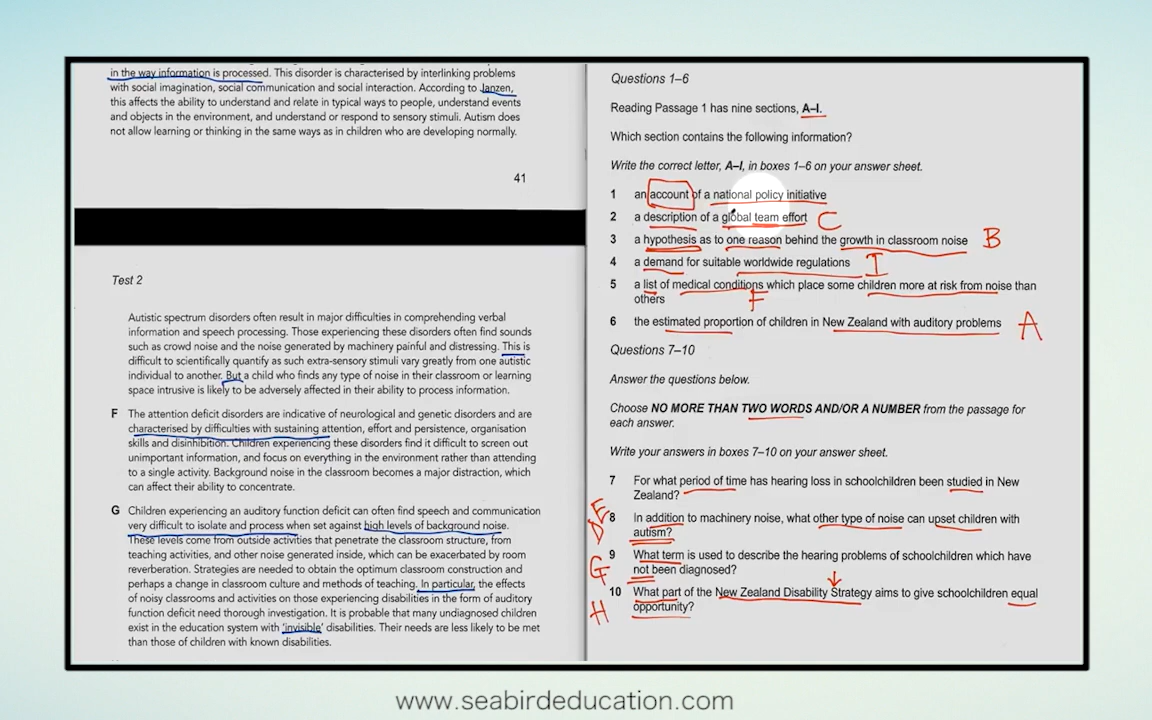 in the way information is processed. This disorder is characterised by interlinking problems
with social imagination, social communication and social interaction. According to Janzen,
this affects the ability to understand and relate in typical ways to people, understand events
and objects in the environment, and understand or respond to sensory stimuli. Autism does
not allow learning or thinking in the same ways as in children who are developing normally.
41
Test 2
Autistic spectrum disorders often result in major difficulties in comprehending verbal
information and speech processing. Those experiencing these disorders often find sounds
such as crowd noise and the noise generated by machinery painful and distressing. This is
difficult to scientifically quantify as such extra-sensory stimuli vary greatly from one autistic
individual to another. But a child who finds any type of noise in their classroom or learning
space intrusive is likely to be adversely affected in their ability to process information.
F The attention deficit disorders are indicative of neurological and genetic disorders and are
characterised by difficulties with sustaining attention, effort and persistence, organisation
skills and disinhibition. Children experiencing these disorders find it difficult to screen out
unimportant information, and focus on everything in the environment rather than attending
to a single activity. Background noise in the classroom becomes a major distraction, which
can affect their ability to concentrate.
G Children experiencing an auditory function deficit can often find speech and communication
very difficult to isolate and process when set against high levels of background noise.
These levels come from outside activities that penetrate the classroom structure, from
teaching activities, and other noise generated inside, which can be exacerbated by room
reverberation. Strategies are needed to obtain the optimum classroom construction and
perhaps a change in classroom culture and methods of teaching. In particular, the effects
of noisy classrooms and activities on those experiencing disabilities in the form of auditory
function deficit need thorough investigation. It is probable that many undiagnosed children
exist in the education system with 'invisible' disabilities. Their needs are less likely to be met
than those of children with known disabilities.
Questions 1–6
Reading Passage 1 has nine sections, A–I.
Which section contains the following information?
Write the correct letter, A–I, in boxes 1–6 on your answer sheet.
1 an account of a national policy initiative
2 a description of a global team effort C
3 a hypothesis as to one reason behind the growth in classroom noise B
4 a demand for suitable worldwide regulations I
5 a list of medical conditions which place some children more at risk from noise than
others F
6 the estimated proportion of children in New Zealand with auditory problems A
Questions 7–10
Answer the questions below.
Choose NO MORE THAN TWO WORDS AND/OR A NUMBER from the passage for
each answer.
Write your answers in boxes 7–10 on your answer sheet.
7 For what period of time has hearing loss in schoolchildren been studied in New
Zealand?
E
8 In addition to machinery noise, what other type of noise can upset children with
D autism?
9 What term is used to describe the hearing problems of schoolchildren which have
G not been diagnosed?
10 What part of the New Zealand Disability Strategy aims to give schoolchildren equal
H opportunity?
www.seabirdeducation.com